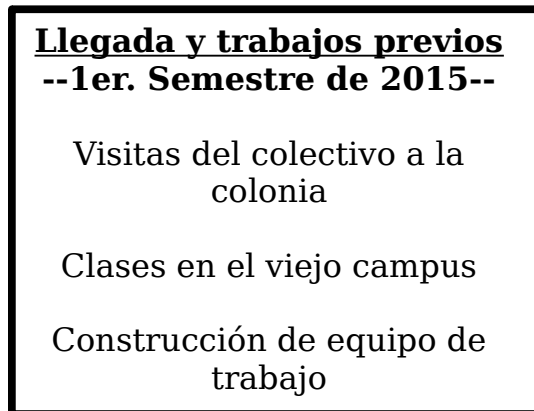 Llegada y trabajos previos
--1er. Semestre de 2015--
Visitas del colectivo a la
colonia
Clases en el viejo campus
Construcción de equipo de
trabajo